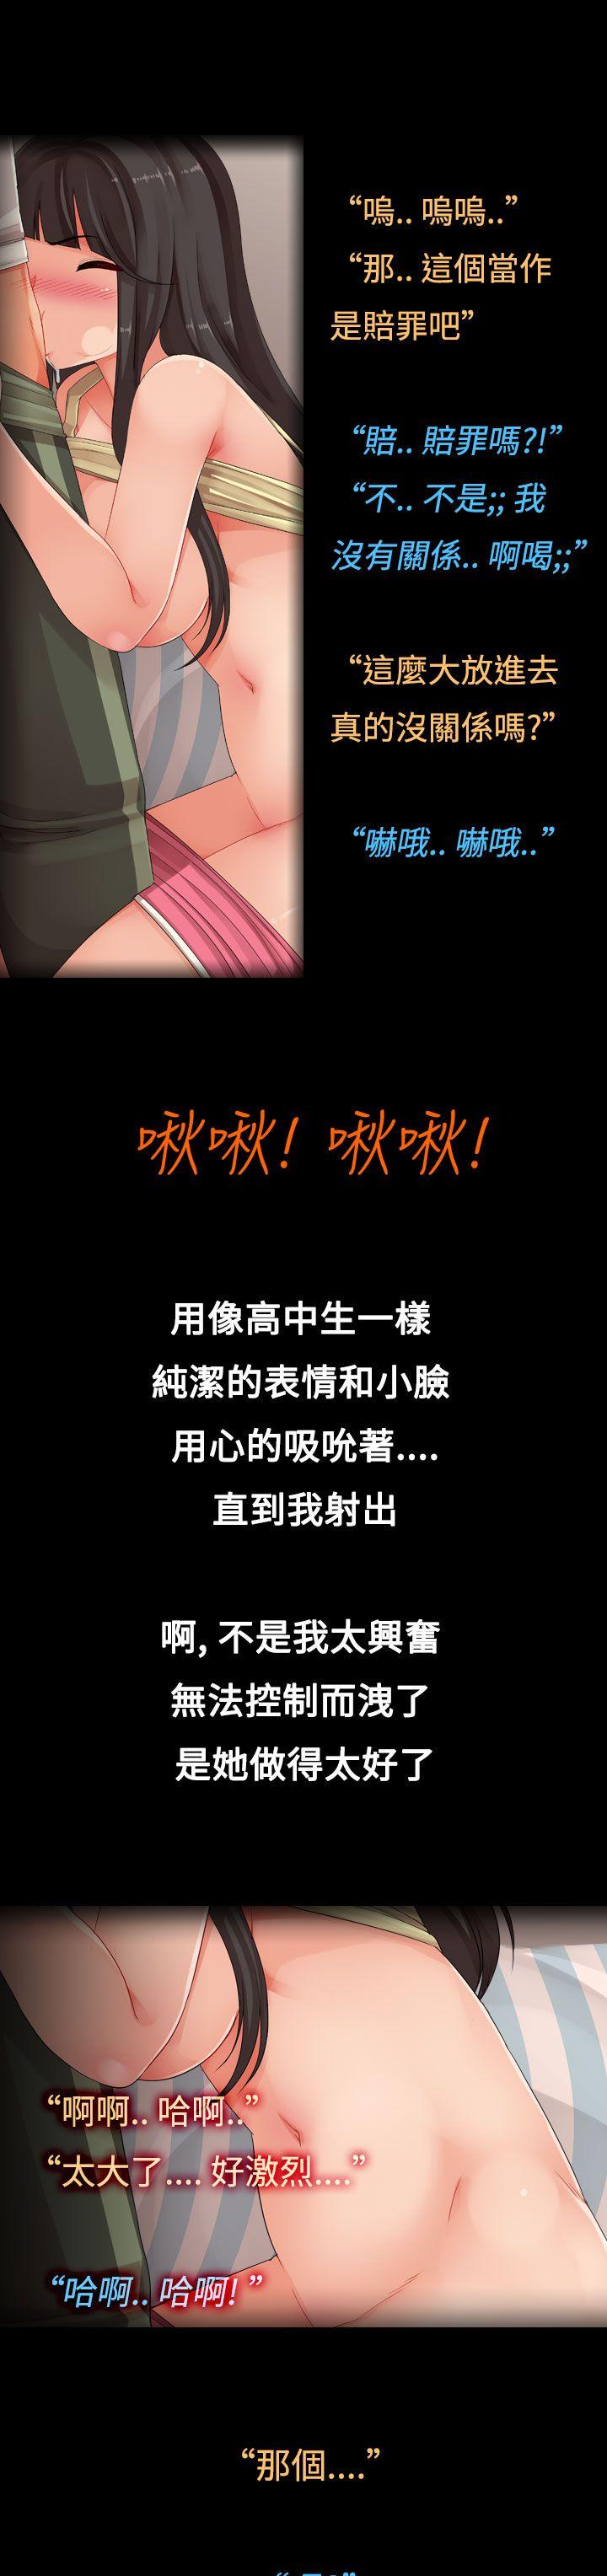 “嗚.. 嗚嗚..”
“那.. 這個當作
是賠罪吧”
“賠.. 賠罪嗎?!”
“不.. 不是;; 我
沒有關係.. 啊喝;;”
“這麼大放進去
真的沒關係嗎?”
“嚇哦.. 嚇哦..”
啾啾! 啾啾!
用像高中生一樣
純潔的表情和小臉
用心的吸吮著....
直到我射出
啊, 不是我太興奮
無法控制而洩了
是她做得太好了
“啊啊.. 哈啊..”
“太大了.... 好激烈....”
“哈啊.. 哈啊! ”
“那個....”